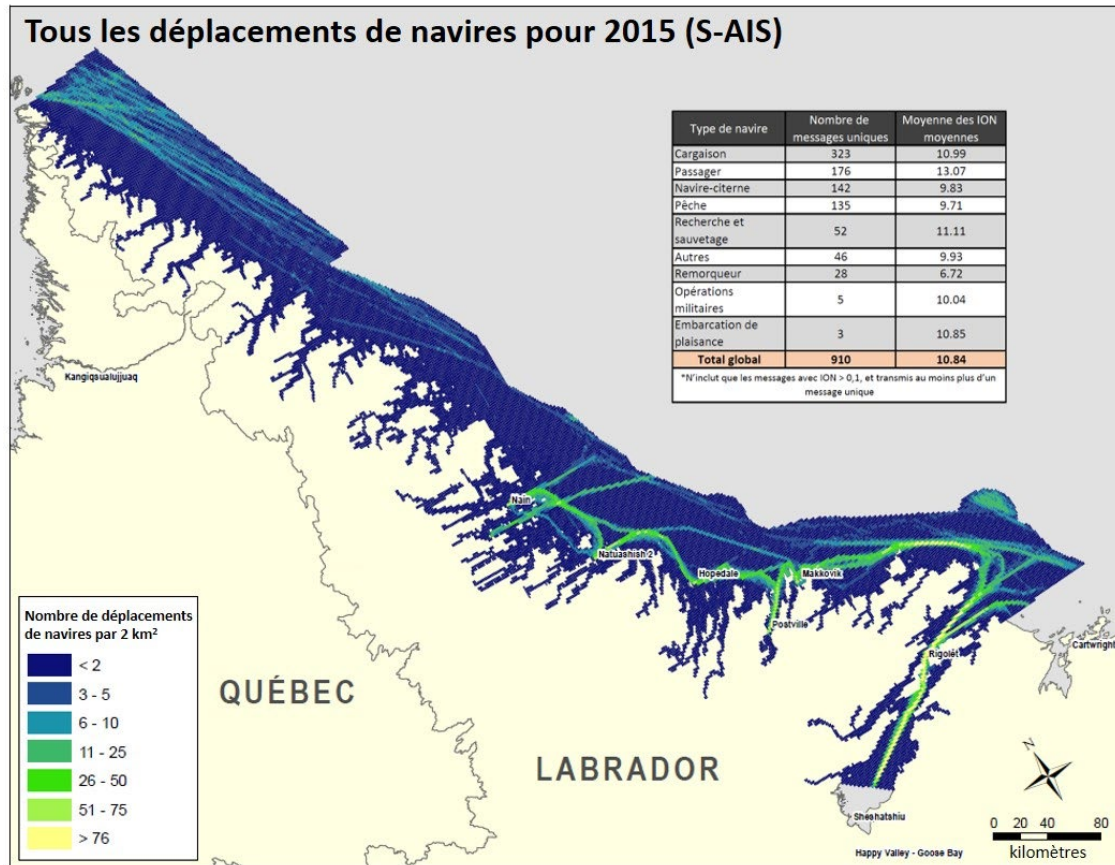 Tous les déplacements de navires pour 2015 (S-AIS)
Type de navire
Nombre de
messages uniques
Moyenne des ION
moyennes
Cargaison 323 10.99
Passager 176 13.07
Navire-citerne 142 9.83
Pêche 135 9.71
Recherche et
sauvetage 52 11.11
Autres 46 9.93
Remorqueur 28 6.72
Opérations
militaires 5 10.04
Embarcation de
plaisance 3 10.85
Total global 910 10.84
*N'inclut que les messages avec ION > 0,1, et transmis au moins plus d'un
message unique
Kangiqsualujjuaq
Nain
Natuashish 2
Hopedale
Makkovik
Postville
Rigolet
Cartwright
QUÉBEC
LABRADOR
Sheshatshiu
Happy Valley - Goose Bay
Nombre de déplacements
de navires par 2 km²
< 2
3 - 5
6 - 10
11 - 25
26 - 50
51 - 75
> 76
N
0 20 40 80
kilomètres